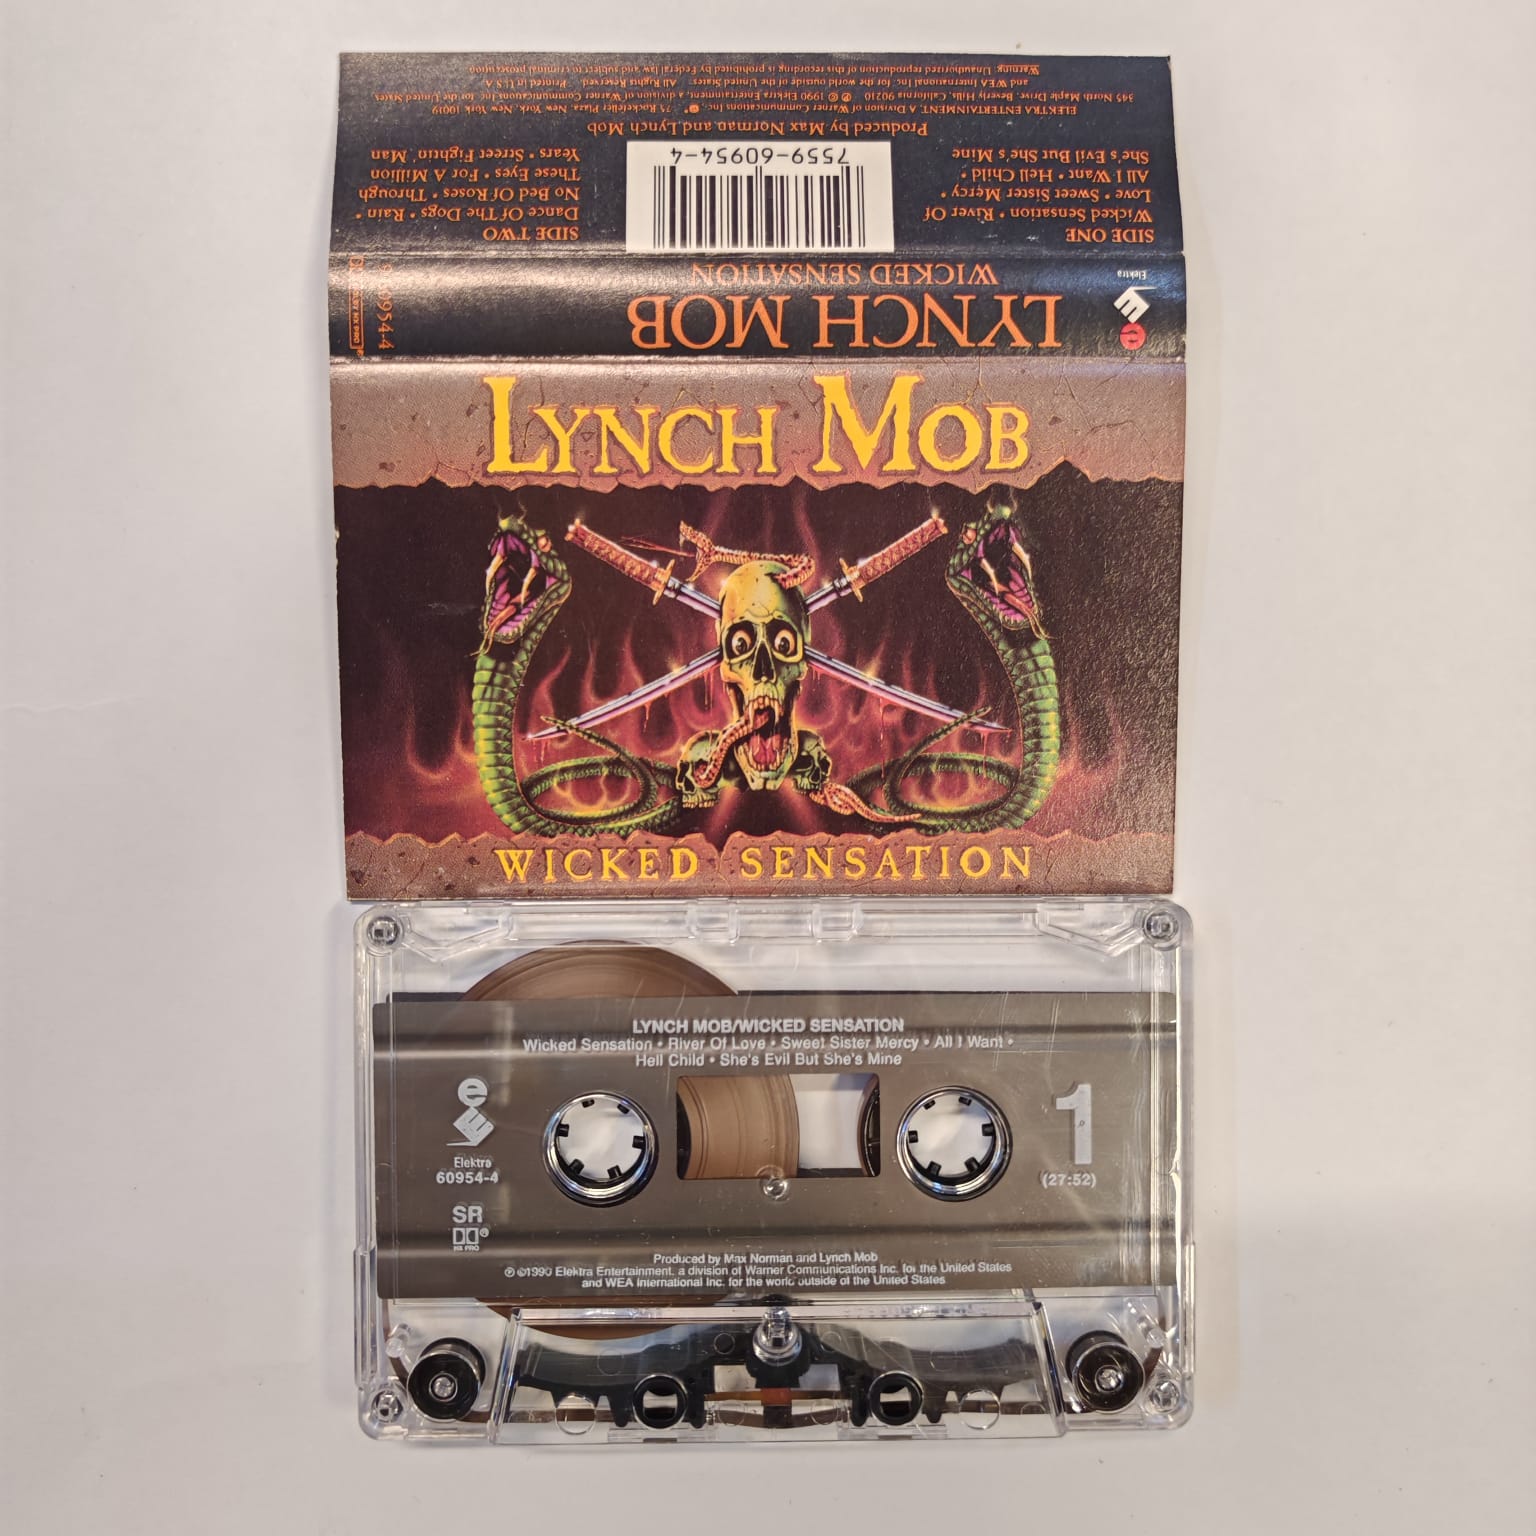 Warning: Unauthorized reproduction of this recording is prohibited by Federal law and subject to criminal prosecution
and WEA International Inc. for the world outside of the United States. All Rights Reserved. Printed in U.S.A.
345 North Maple Drive, Beverly Hills, California 90210 ℗ © 1990 Elektra Entertainment, a division of Warner Communications Inc. for the United States
ELEKTRA ENTERTAINMENT, A Division of Warner Communications Inc., 75 Rockefeller Plaza, New York, New York 10019
Produced by Max Norman and Lynch Mob
7559-60954-4
SIDE ONE
Wicked Sensation • River Of
Love • Sweet Sister Mercy •
All I Want • Hell Child •
She's Evil But She's Mine
SIDE TWO
Dance Of The Dogs • Rain •
No Bed Of Roses • Through
These Eyes • For A Million
Years • Street Fightin' Man
Elektra
LYNCH MOB
WICKED SENSATION
LYNCH MOB
WICKED SENSATION
LYNCH MOB/WICKED SENSATION
Wicked Sensation • River Of Love • Sweet Sister Mercy • All I Want •
Hell Child • She's Evil But She's Mine
e
E
Elektra
60954-4
SR
HX PRO
1
(27:52)
Produced by Max Norman and Lynch Mob
℗ ©1990 Elektra Entertainment, a division of Warner Communications Inc. for the United States
and WEA International Inc. for the world outside of the United States